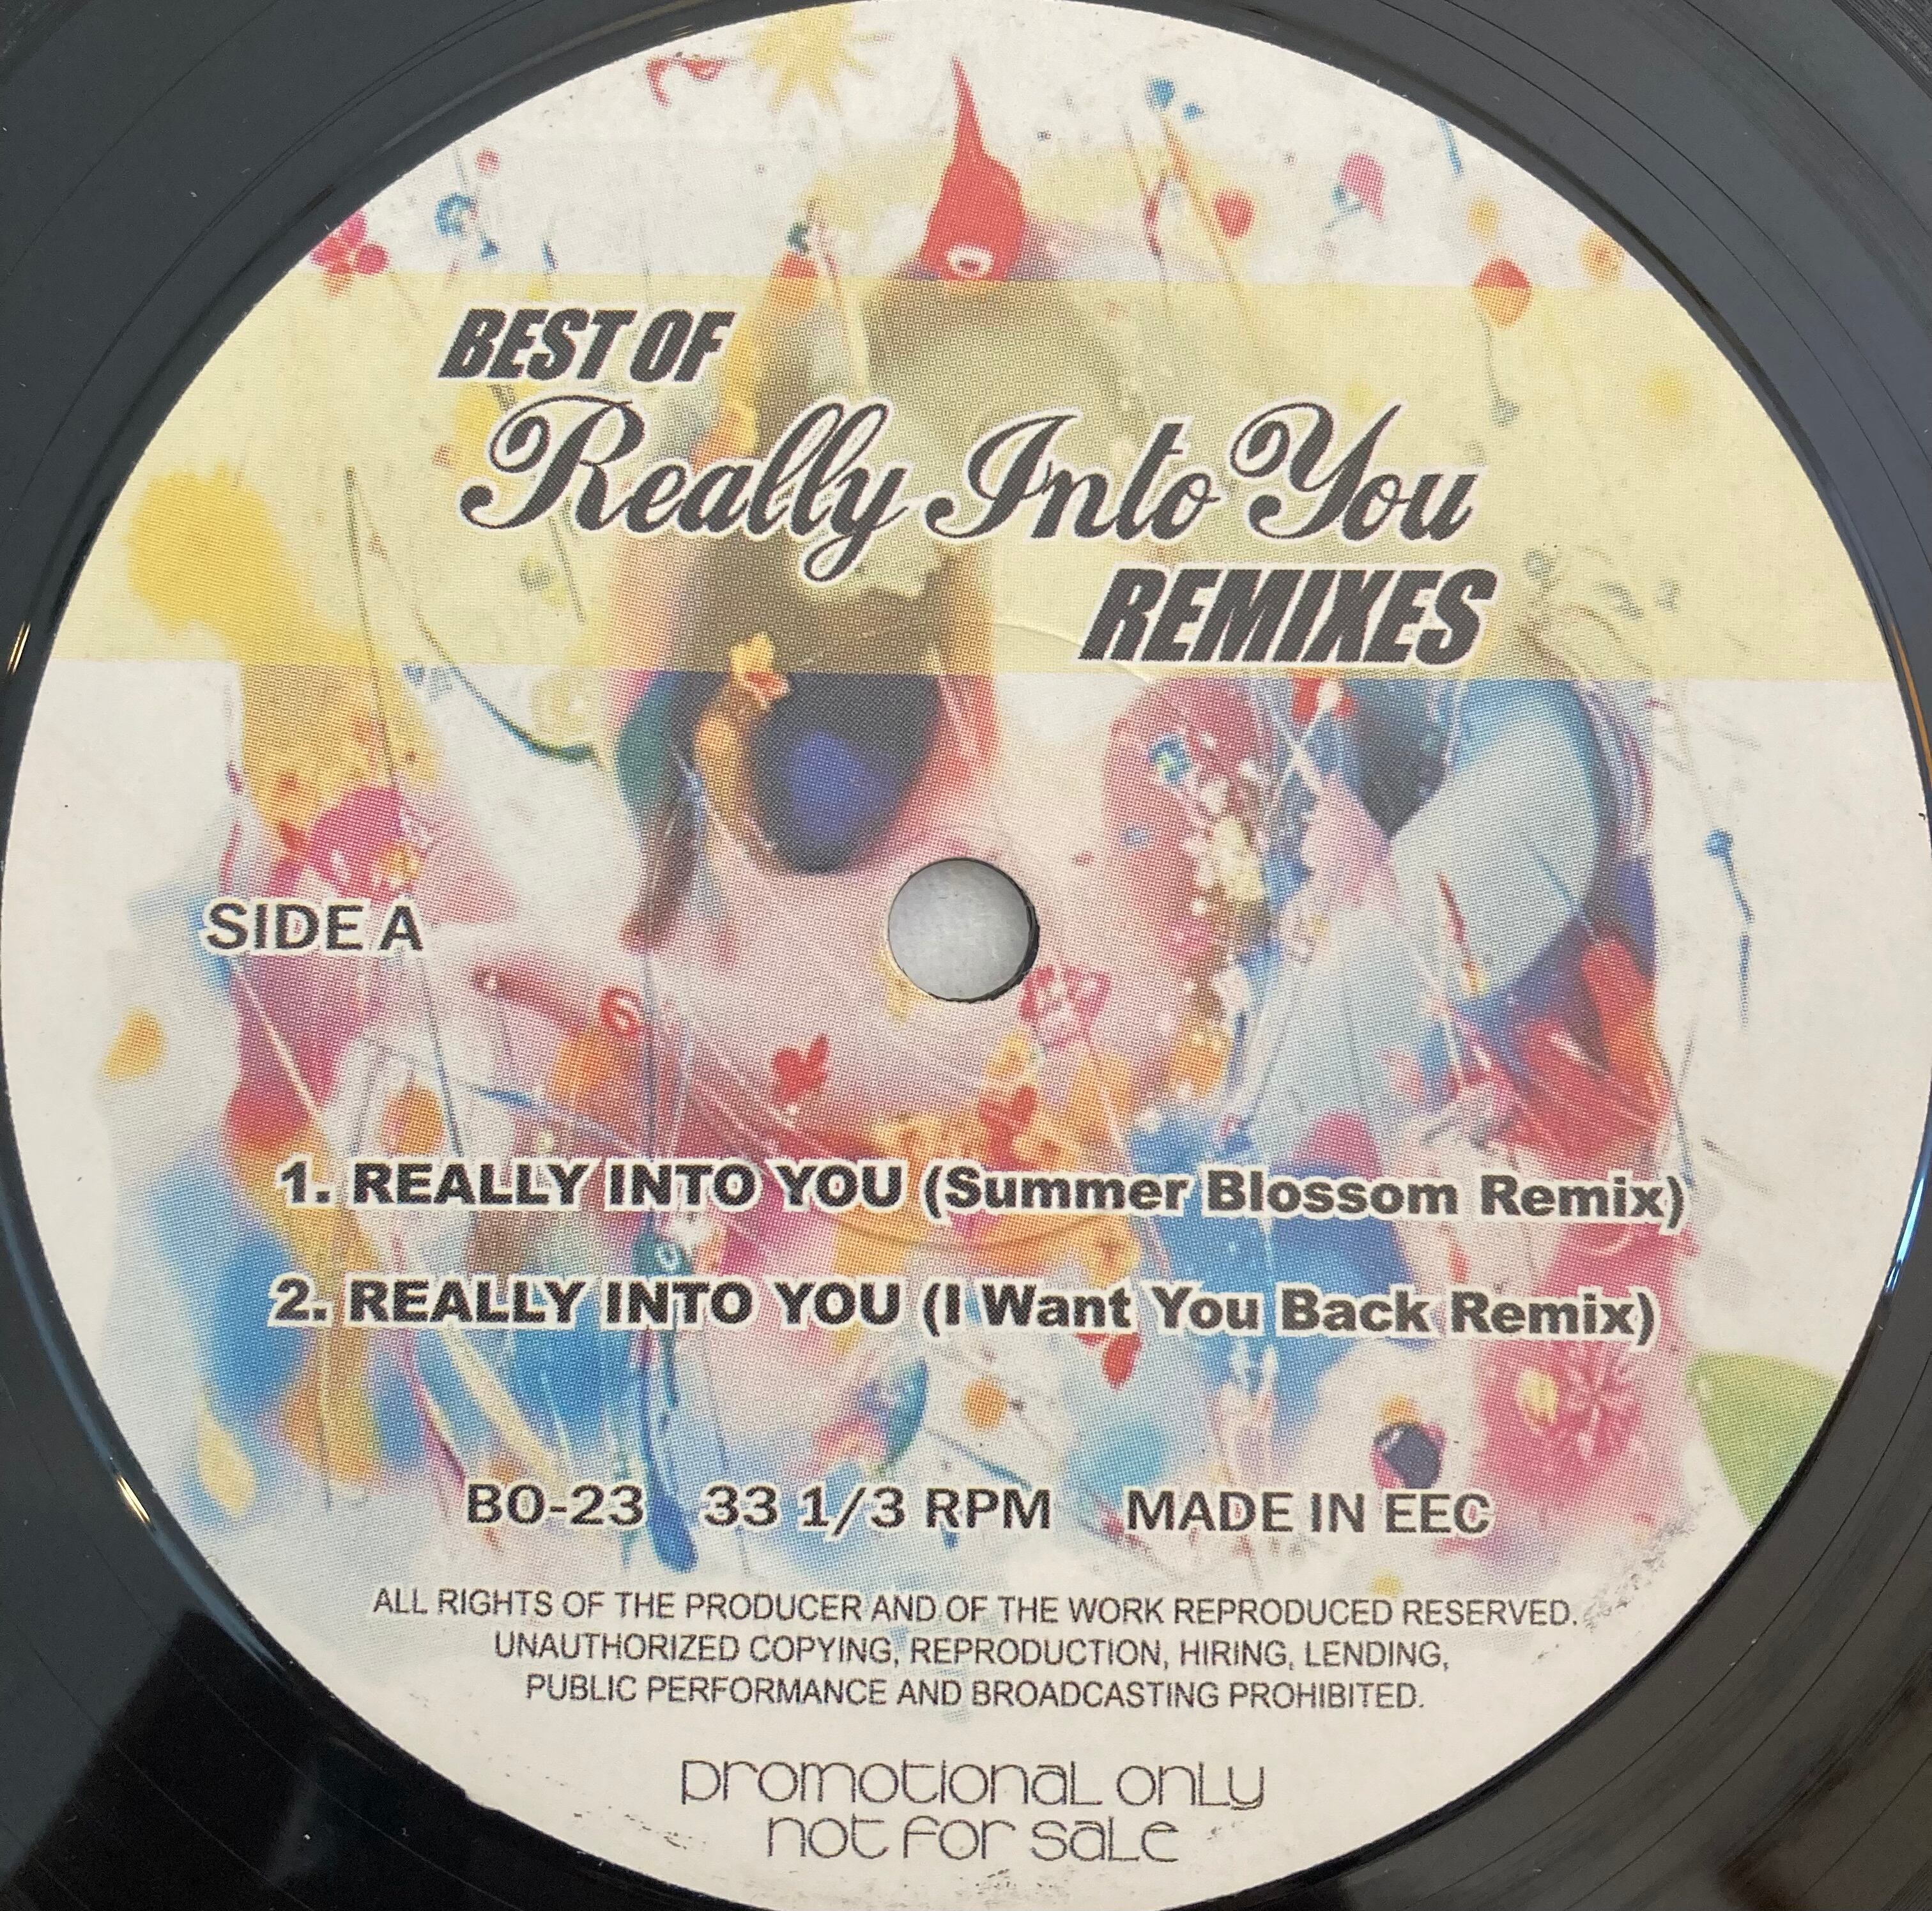 BEST OF
Really Into You
REMIXES
SIDE A
1. REALLY INTO YOU (Summer Blossom Remix)
2. REALLY INTO YOU (I Want You Back Remix)
BO-23 33 1/3 RPM MADE IN EEC
ALL RIGHTS OF THE PRODUCER AND OF THE WORK REPRODUCED RESERVED.
UNAUTHORIZED COPYING, REPRODUCTION, HIRING, LENDING,
PUBLIC PERFORMANCE AND BROADCASTING PROHIBITED.
promotional only
not for sale